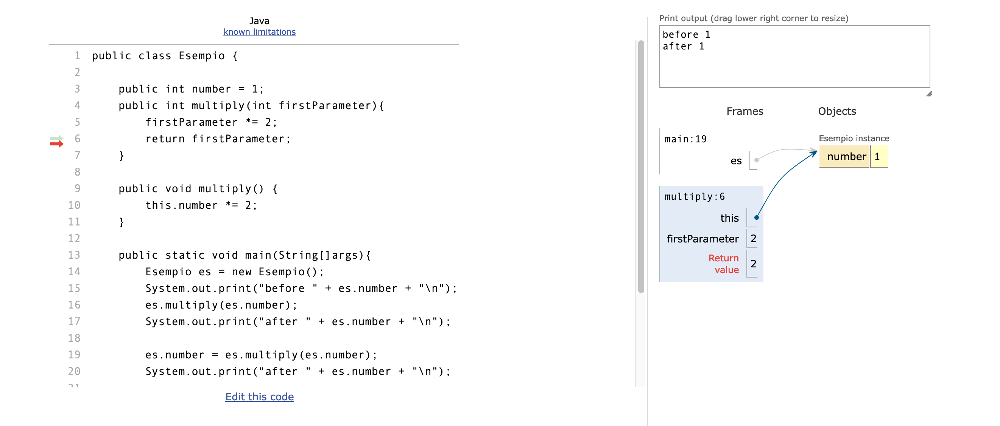 Java
known limitations
1 public class Esempio {
2
3 public int number = 1;
4 public int multiply(int firstParameter){
5 firstParameter *= 2;
6 return firstParameter;
7 }
8
9 public void multiply() {
10 this.number *= 2;
11 }
12
13 public static void main(String[]args){
14 Esempio es = new Esempio();
15 System.out.print("before " + es.number + "\n");
16 es.multiply(es.number);
17 System.out.print("after " + es.number + "\n");
18
19 es.number = es.multiply(es.number);
20 System.out.print("after " + es.number + "\n");
Edit this code
Print output (drag lower right corner to resize)
before 1
after 1
Frames Objects
main:19
es
Esempio instance
number 1
multiply:6
this
firstParameter 2
Return
value 2